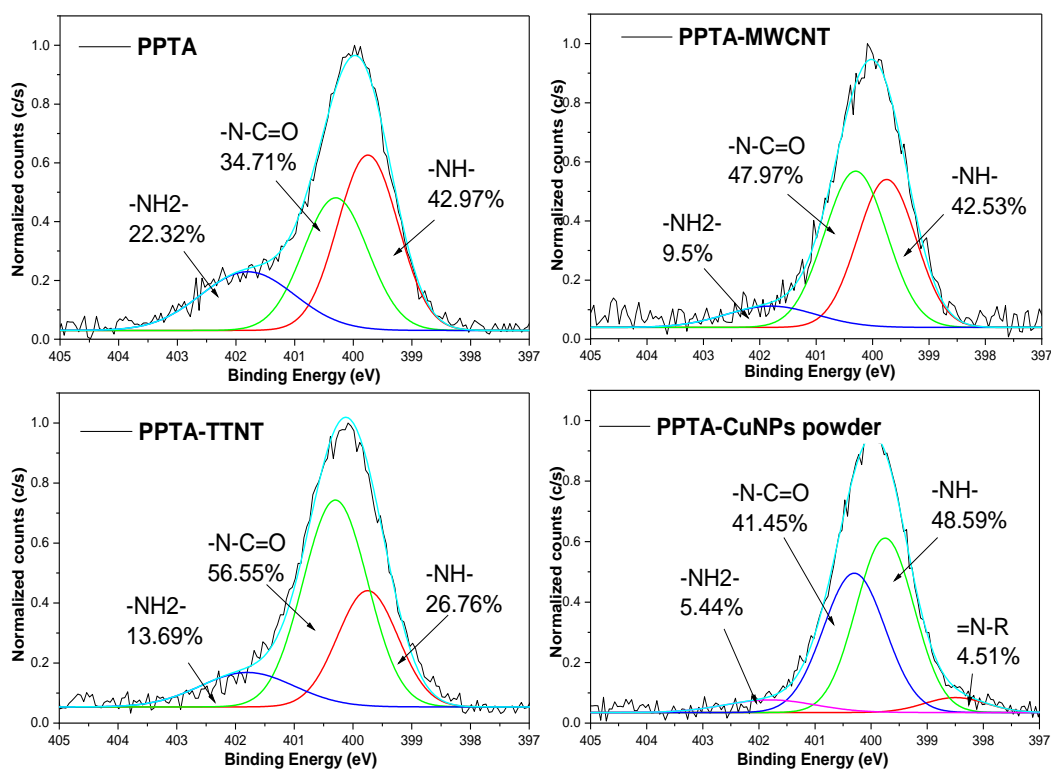 PPTA
-N-C=O
34.71%
-NH-
42.97%
-NH2-
22.32%
Normalized counts (c/s)
1.0
0.8
0.6
0.4
0.2
0.0
405 404 403 402 401 400 399 398 397
Binding Energy (eV)
PPTA-MWCNT
-N-C=O
47.97%
-NH-
42.53%
-NH2-
9.5%
Normalized counts (c/s)
1.0
0.8
0.6
0.4
0.2
0.0
405 404 403 402 401 400 399 398 397
Binding Energy (eV)
PPTA-TTNT
-N-C=O
56.55%
-NH-
26.76%
-NH2-
13.69%
Normalized counts (c/s)
1.0
0.8
0.6
0.4
0.2
0.0
405 404 403 402 401 400 399 398 397
Binding Energy (eV)
PPTA-CuNPs powder
-N-C=O
41.45%
-NH-
48.59%
-NH2-
5.44%
=N-R
4.51%
Normalized counts (c/s)
1.0
0.8
0.6
0.4
0.2
0.0
405 404 403 402 401 400 399 398 397
Binding Energy (eV)